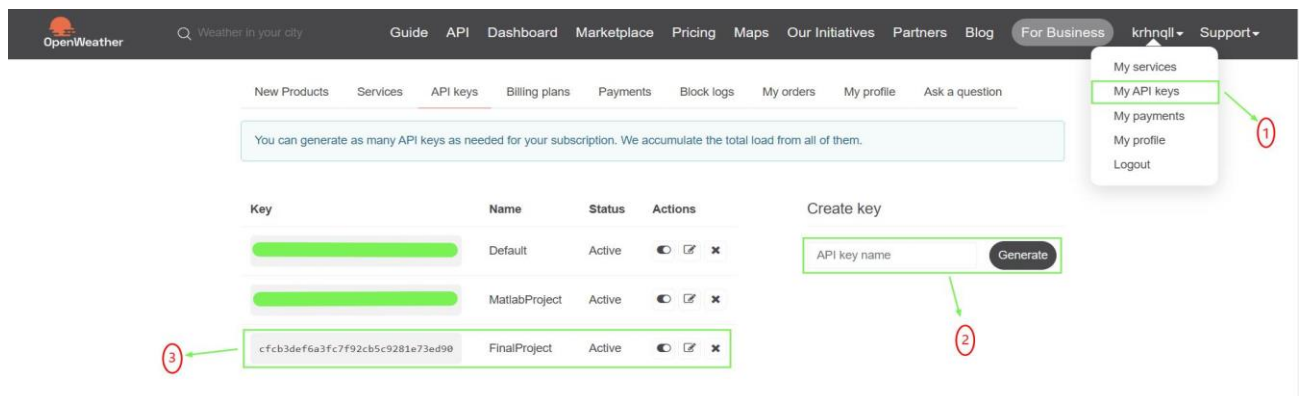 OpenWeather
Weather in your city
Guide API Dashboard Marketplace Pricing Maps Our Initiatives Partners Blog For Business krhnqll Support
My services
My API keys
My payments
My profile
Logout
1
New Products Services API keys Billing plans Payments Block logs My orders My profile Ask a question
You can generate as many API keys as needed for your subscription. We accumulate the total load from all of them.
Key Name Status Actions
Default Active
MatlabProject Active
cfcb3def6a3fc7f92cb5c9281e73ed90 FinalProject Active
3
Create key
API key name Generate
2